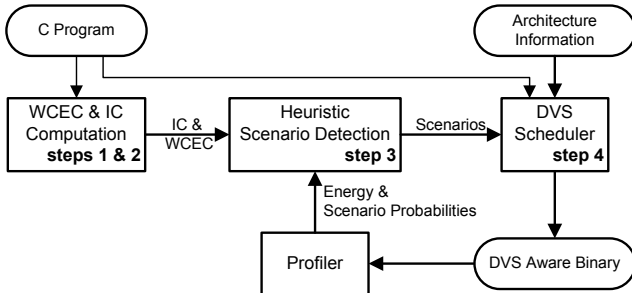 C Program
Architecture
Information
WCEC & IC
Computation
steps 1 & 2
IC &
WCEC
Heuristic
Scenario Detection
step 3
Scenarios
DVS
Scheduler
step 4
Energy &
Scenario Probabilities
Profiler
DVS Aware Binary